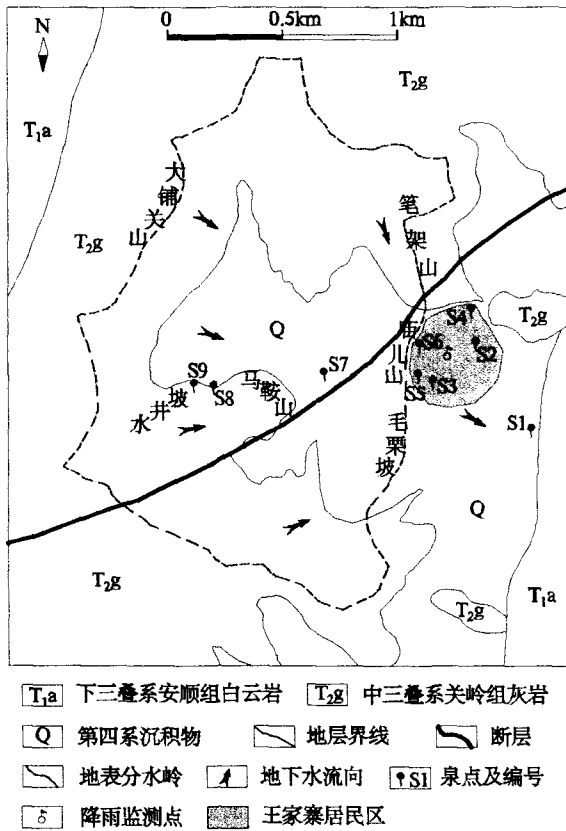 N
0 0.5km 1km
T₂g
T₁a
大铺关山
笔架山
T₂g
Q
S4
T₂g
庙儿山
S6
S2
S7
S9
S8
马鞍山
S5
S3
水井坡
毛栗坡
S1
Q
T₂g
T₂g
T₁a
T₁a 下三叠系安顺组白云岩 T₂g 中三叠系关岭组灰岩
Q 第四系沉积物 地层界线 断层
地表分水岭 地下水流向 S1 泉点及编号
降雨监测点 王家寨居民区